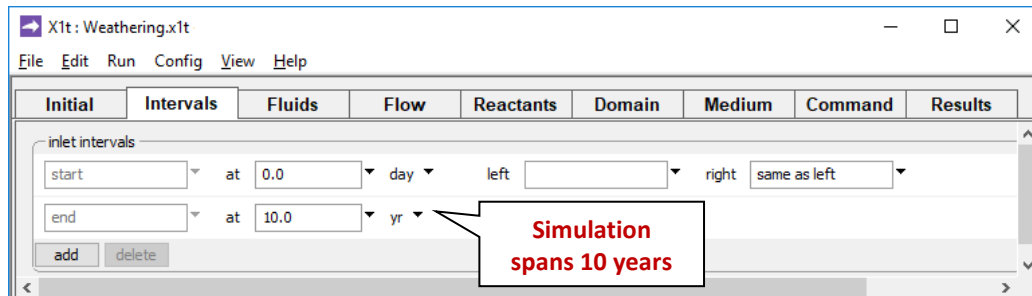 X1t : Weathering.x1t
File Edit Run Config View Help
Initial Intervals Fluids Flow Reactants Domain Medium Command Results
inlet intervals
start at 0.0 day left right same as left
end at 10.0 yr
Simulation
spans 10 years
add delete